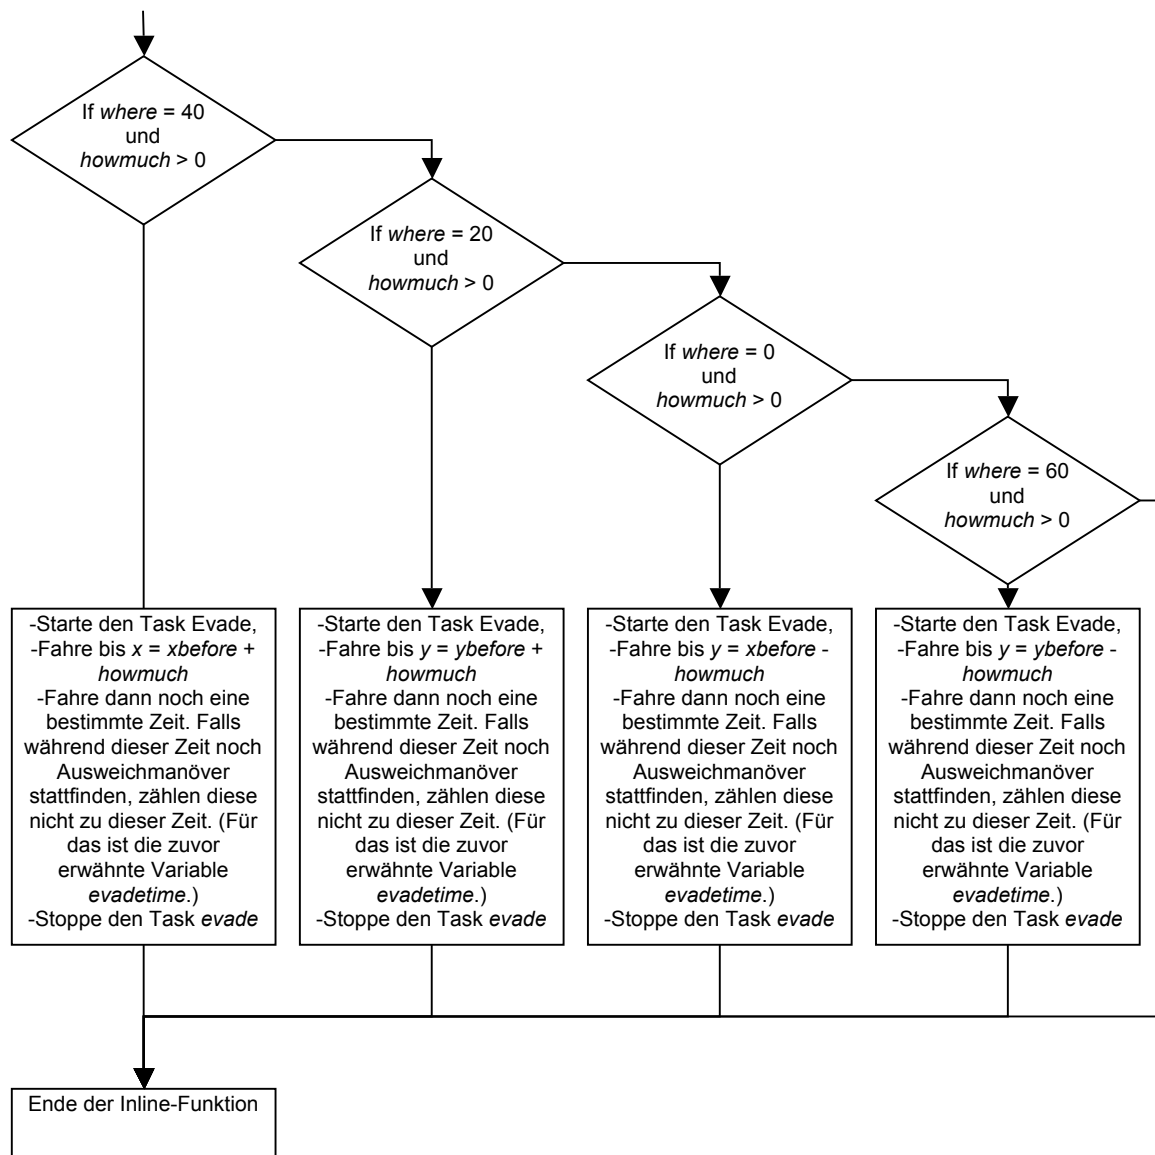 If where = 40
und
howmuch > 0
If where = 20
und
howmuch > 0
If where = 0
und
howmuch > 0
If where = 60
und
howmuch > 0
-Starte den Task Evade,
-Fahre bis x = xbefore +
howmuch
-Fahre dann noch eine
bestimmte Zeit. Falls
während dieser Zeit noch
Ausweichmanöver
stattfinden, zählen diese
nicht zu dieser Zeit. (Für
das ist die zuvor
erwähnte Variable
evadetime.)
-Stoppe den Task evade
-Starte den Task Evade,
-Fahre bis y = ybefore +
howmuch
-Fahre dann noch eine
bestimmte Zeit. Falls
während dieser Zeit noch
Ausweichmanöver
stattfinden, zählen diese
nicht zu dieser Zeit. (Für
das ist die zuvor
erwähnte Variable
evadetime.)
-Stoppe den Task evade
-Starte den Task Evade,
-Fahre bis y = xbefore -
howmuch
-Fahre dann noch eine
bestimmte Zeit. Falls
während dieser Zeit noch
Ausweichmanöver
stattfinden, zählen diese
nicht zu dieser Zeit. (Für
das ist die zuvor
erwähnte Variable
evadetime.)
-Stoppe den Task evade
-Starte den Task Evade,
-Fahre bis y = ybefore -
howmuch
-Fahre dann noch eine
bestimmte Zeit. Falls
während dieser Zeit noch
Ausweichmanöver
stattfinden, zählen diese
nicht zu dieser Zeit. (Für
das ist die zuvor
erwähnte Variable
evadetime.)
-Stoppe den Task evade
Ende der Inline-Funktion